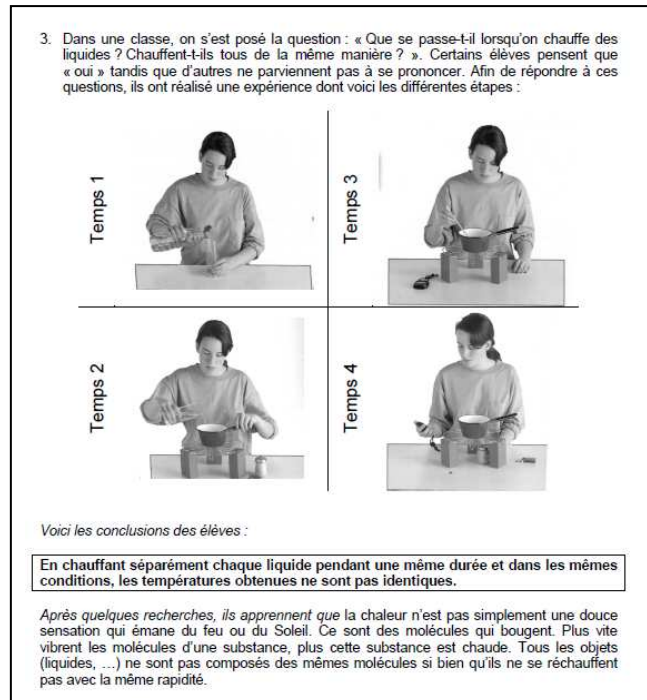 3. Dans une classe, on s'est posé la question : « Que se passe-t-il lorsqu'on chauffe des
liquides ? Chauffent-t-ils tous de la même manière ? ». Certains élèves pensent que
« oui » tandis que d'autres ne parviennent pas à se prononcer. Afin de répondre à ces
questions, ils ont réalisé une expérience dont voici les différentes étapes :
Temps 1
Temps 3
Temps 2
Temps 4
Voici les conclusions des élèves :
En chauffant séparément chaque liquide pendant une même durée et dans les mêmes
conditions, les températures obtenues ne sont pas identiques.
Après quelques recherches, ils apprennent que la chaleur n'est pas simplement une douce
sensation qui émane du feu ou du Soleil. Ce sont des molécules qui bougent. Plus vite
vibrent les molécules d'une substance, plus cette substance est chaude. Tous les objets
(liquides, ...) ne sont pas composés des mêmes molécules si bien qu'ils ne se réchauffent
pas avec la même rapidité.